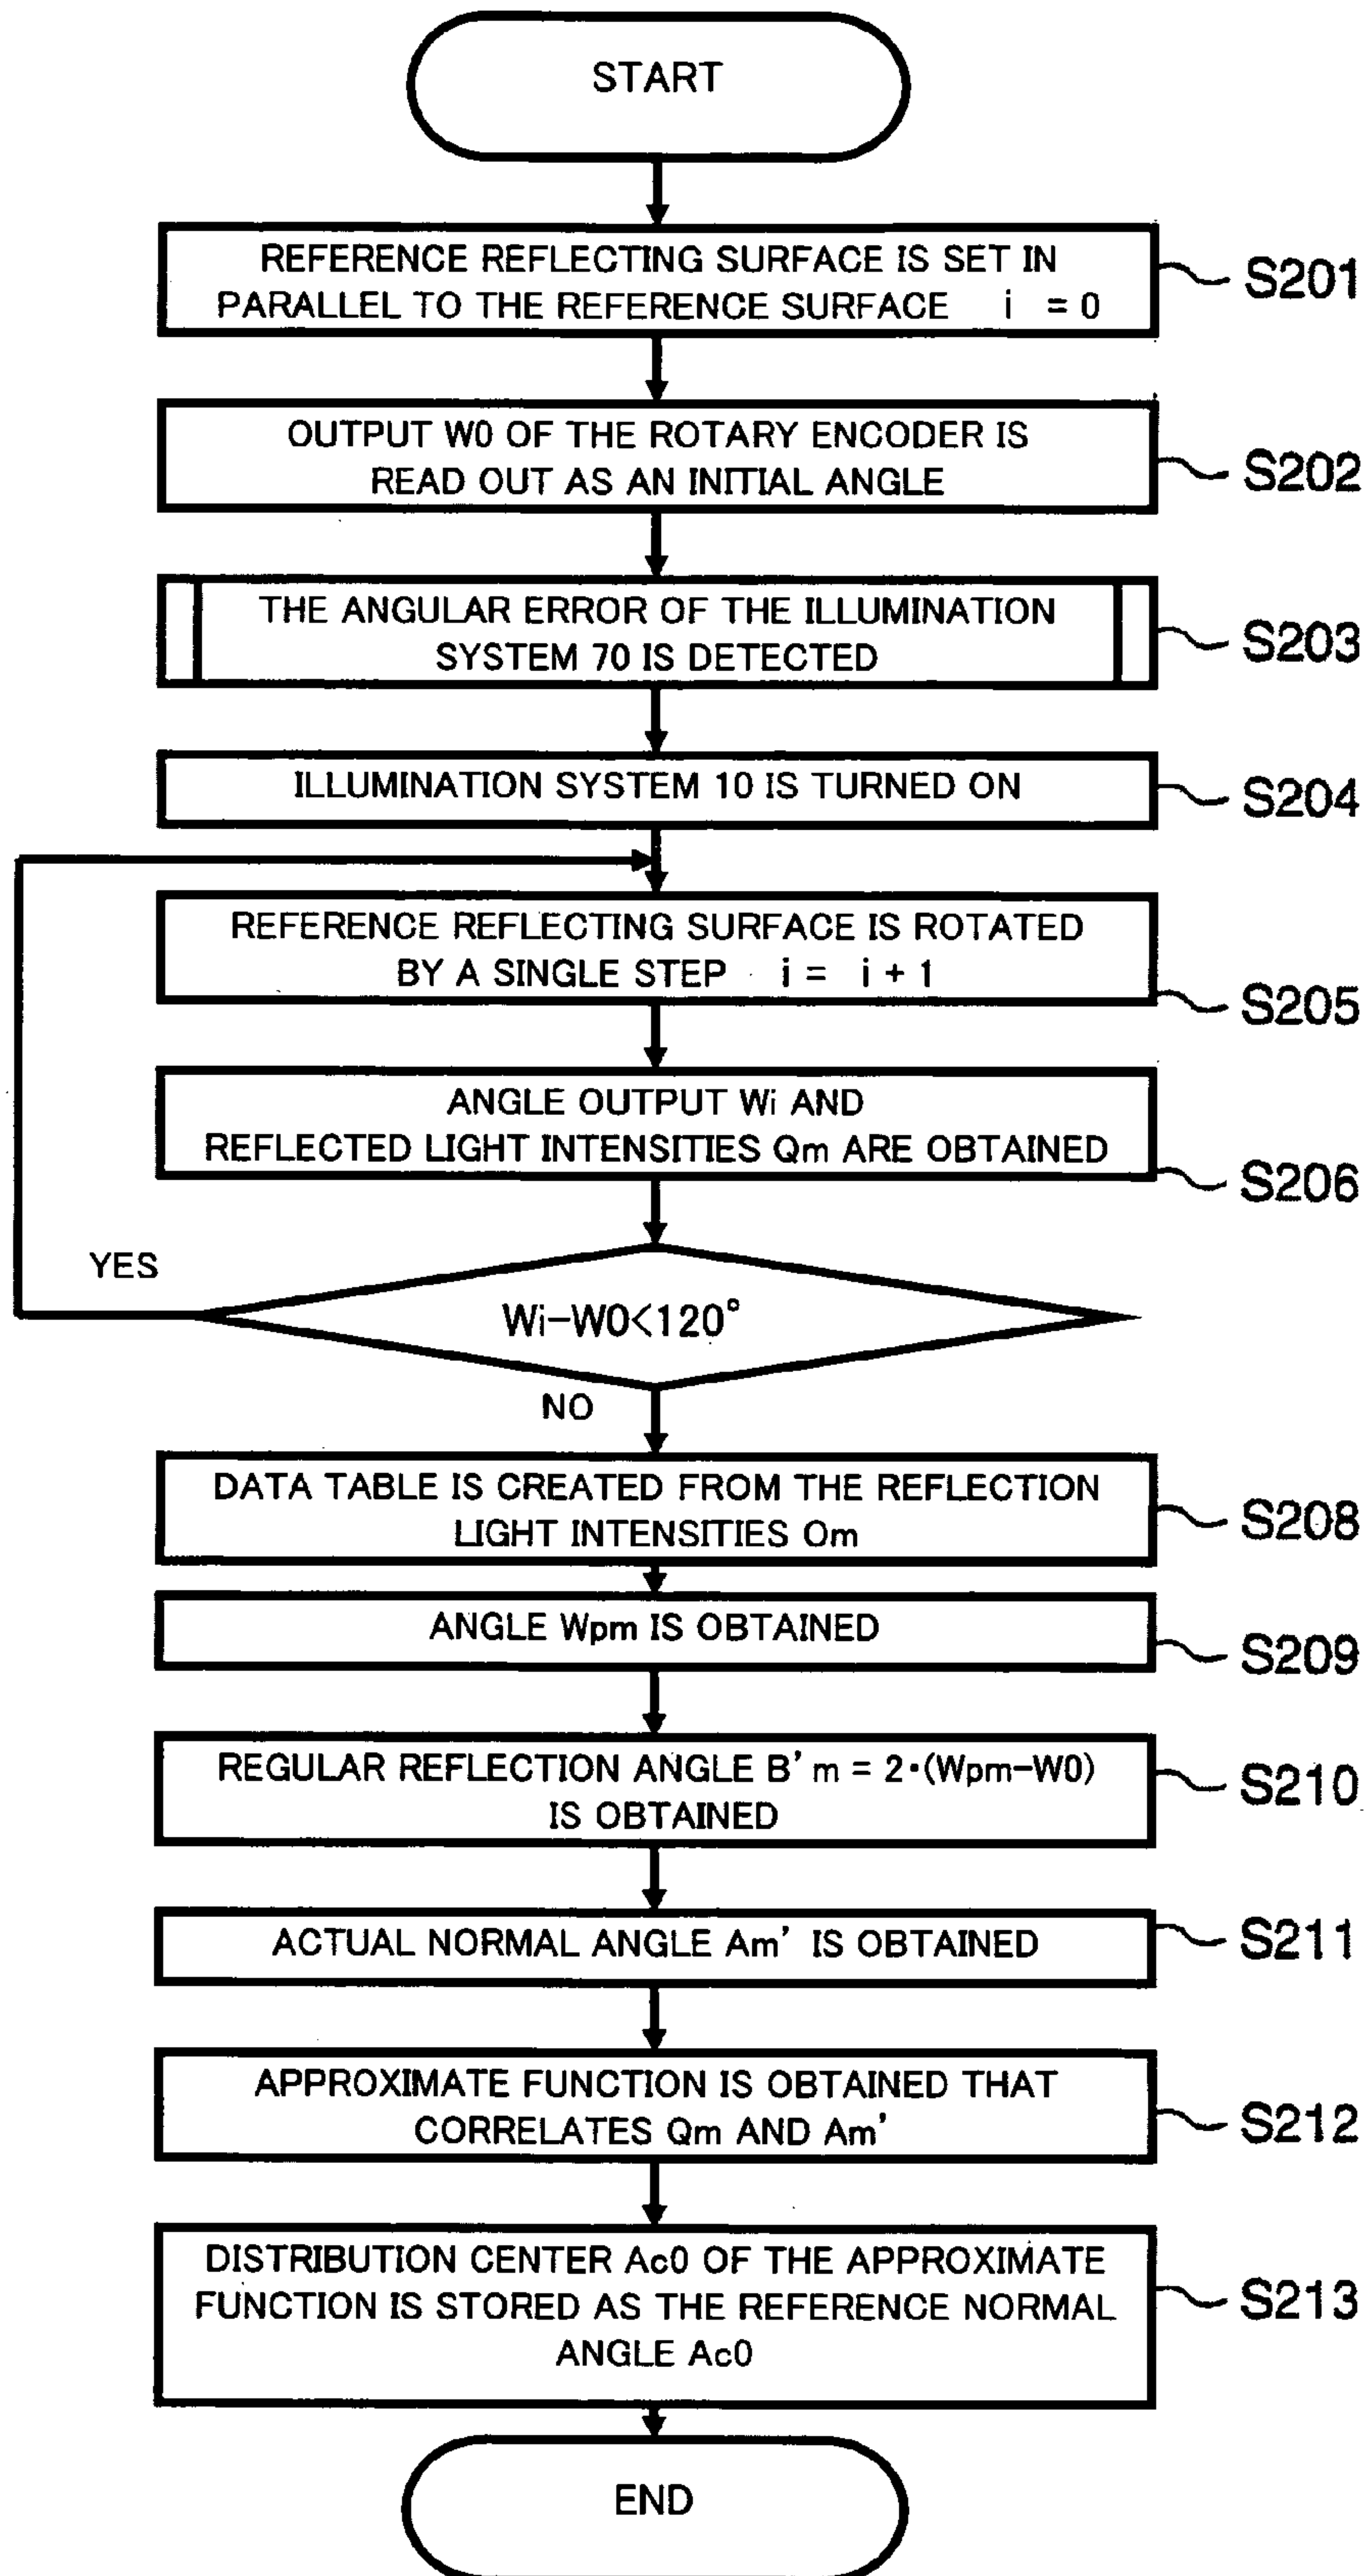 START
REFERENCE REFLECTING SURFACE IS SET IN
PARALLEL TO THE REFERENCE SURFACE i = 0
S201
OUTPUT W0 OF THE ROTARY ENCODER IS
READ OUT AS AN INITIAL ANGLE
S202
THE ANGULAR ERROR OF THE ILLUMINATION
SYSTEM 70 IS DETECTED
S203
ILLUMINATION SYSTEM 10 IS TURNED ON
S204
REFERENCE REFLECTING SURFACE IS ROTATED
BY A SINGLE STEP i = i + 1
S205
ANGLE OUTPUT Wi AND
REFLECTED LIGHT INTENSITIES Qm ARE OBTAINED
S206
YES
Wi-W0<120°
NO
DATA TABLE IS CREATED FROM THE REFLECTION
LIGHT INTENSITIES Om
S208
ANGLE Wpm IS OBTAINED
S209
REGULAR REFLECTION ANGLE B' m = 2・(Wpm-W0)
IS OBTAINED
S210
ACTUAL NORMAL ANGLE Am' IS OBTAINED
S211
APPROXIMATE FUNCTION IS OBTAINED THAT
CORRELATES Qm AND Am'
S212
DISTRIBUTION CENTER Ac0 OF THE APPROXIMATE
FUNCTION IS STORED AS THE REFERENCE NORMAL
ANGLE Ac0
S213
END